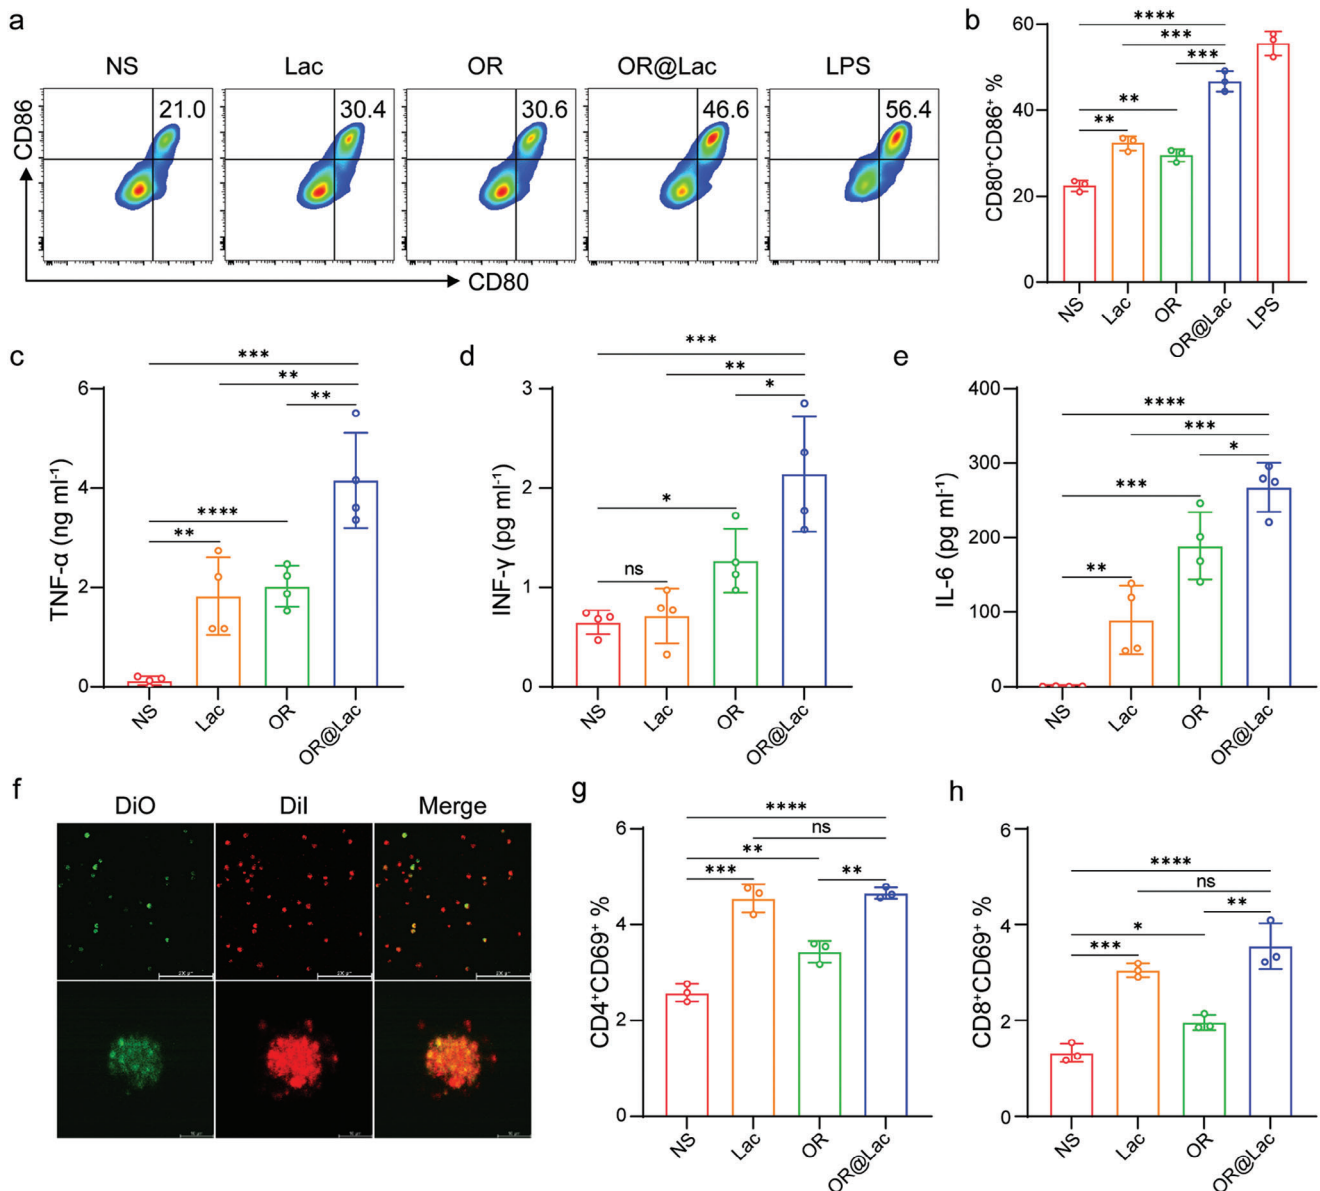 a
NS
Lac
OR
OR@Lac
LPS
CD86
21.0
30.4
30.6
46.6
56.4
CD80
b
CD80⁺CD86⁺ %
60
40
20
0
****
***
***
**
**
NS
Lac
OR
OR@Lac
LPS
c
TNF-α (ng ml⁻¹)
6
4
2
0
***
**
**
****
**
NS
Lac
OR
OR@Lac
d
INF-γ (pg ml⁻¹)
3
2
1
0
***
**
*
*
ns
NS
Lac
OR
OR@Lac
e
IL-6 (pg ml⁻¹)
400
300
200
100
0
****
***
*
***
**
NS
Lac
OR
OR@Lac
f
DiO
DiI
Merge
g
CD4⁺CD69⁺ %
6
4
2
0
****
ns
**
***
**
NS
Lac
OR
OR@Lac
h
CD8⁺CD69⁺ %
6
4
2
0
****
ns
**
*
***
NS
Lac
OR
OR@Lac